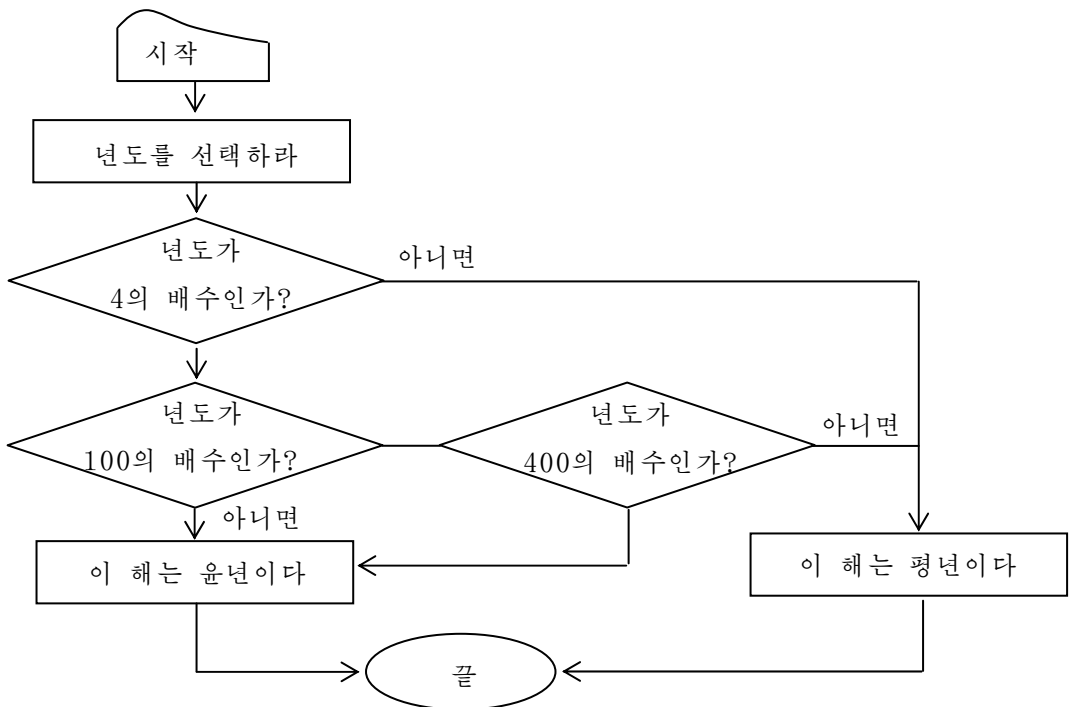 시작
년도를 선택하라
년도가
4의 배수인가?
아니면
년도가
100의 배수인가?
년도가
400의 배수인가?
아니면
아니면
이 해는 윤년이다
이 해는 평년이다
끝